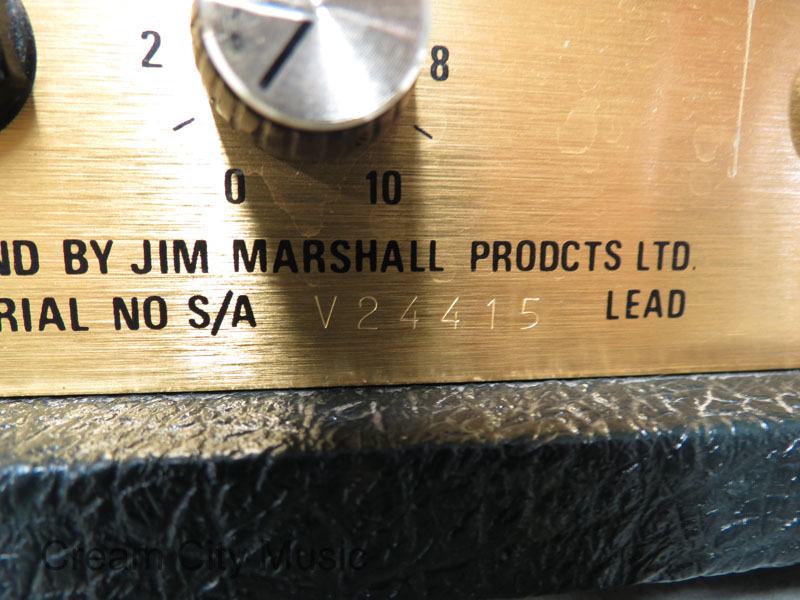 2 8
0 10
ND BY JIM MARSHALL PRODCTS LTD.
RIAL NO S/A V24415 LEAD
Cream City Music